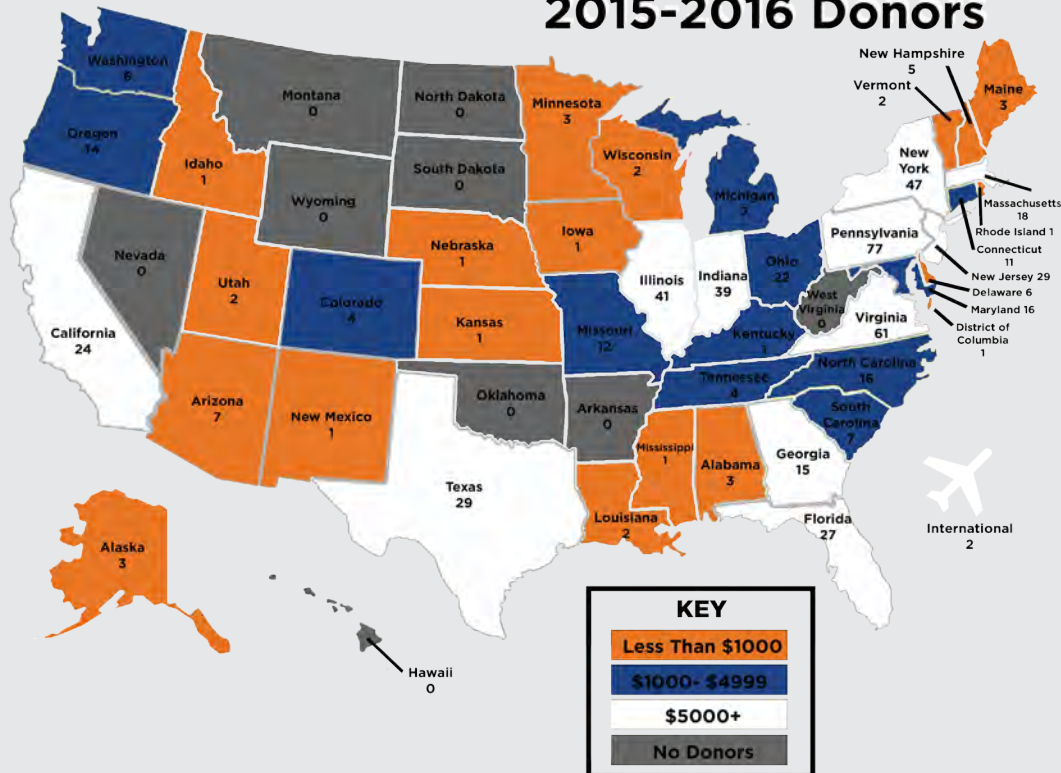 2015-2016 Donors
Washington
6
Oregon
14
California
24
Nevada
0
Idaho
1
Montana
0
Wyoming
0
Utah
2
Colorado
4
Arizona
7
New Mexico
1
North Dakota
0
South Dakota
0
Nebraska
1
Kansas
1
Oklahoma
0
Texas
29
Minnesota
3
Iowa
1
Missouri
12
Arkansas
0
Louisiana
2
Wisconsin
2
Illinois
41
Michigan
Indiana
39
Ohio
22
Kentucky
1
Tennessee
4
Mississippi
1
Alabama
3
Georgia
15
Florida
27
South
Carolina
7
North Carolina
16
Virginia
61
West
Virginia
0
Pennsylvania
77
New
York
47
Vermont
2
New Hampshire
5
Maine
3
Massachusetts
18
Rhode Island 1
Connecticut
11
New Jersey 29
Delaware 6
Maryland 16
District of
Columbia
1
Alaska
3
Hawaii
0
International
2
KEY
Less Than $1000
$1000- $4999
$5000+
No Donors